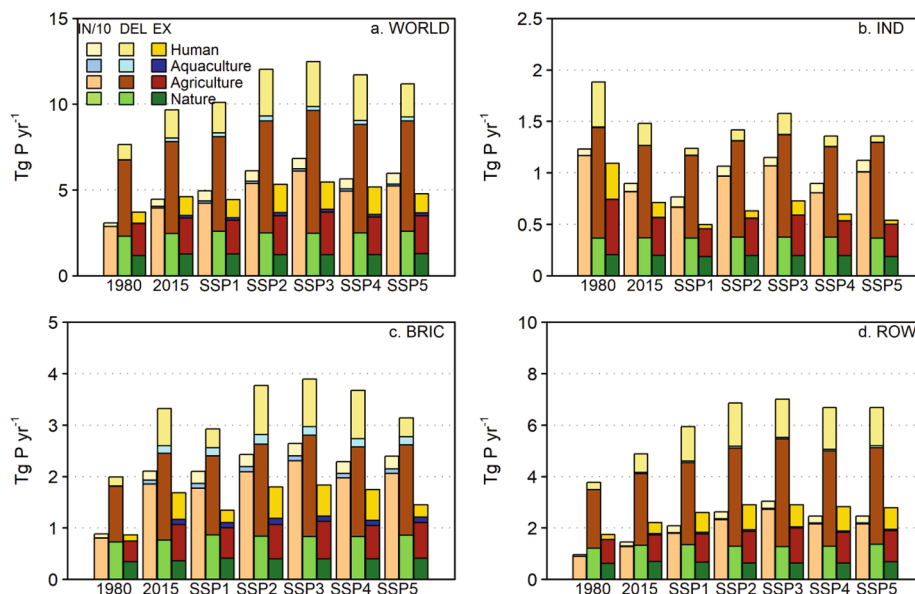 a. WORLD
IN/10 DEL EX
Human
Aquaculture
Agriculture
Nature
15
10
5
0
Tg P yr⁻¹
1980 2015 SSP1 SSP2 SSP3 SSP4 SSP5
b. IND
2.5
2
1.5
1
0.5
0
1980 2015 SSP1 SSP2 SSP3 SSP4 SSP5
c. BRIC
5
4
3
2
1
0
Tg P yr⁻¹
1980 2015 SSP1 SSP2 SSP3 SSP4 SSP5
d. ROW
10
8
6
4
2
0
Tg P yr⁻¹
1980 2015 SSP1 SSP2 SSP3 SSP4 SSP5